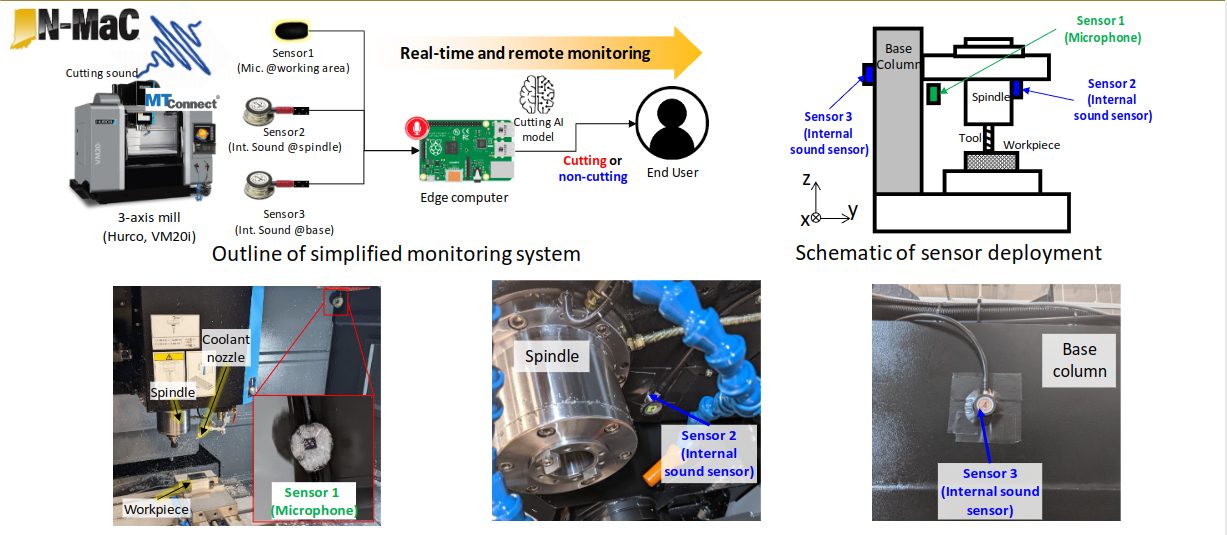 IN-MaC
Cutting sound
MTConnect®
HURCO
VM20i
3-axis mill
(Hurco, VM20i)
Sensor1
(Mic. @working area)
Sensor2
(Int. Sound @spindle)
Sensor3
(Int. Sound @base)
Real-time and remote monitoring
Cutting AI
model
Edge computer
Cutting or
non-cutting
End User
Outline of simplified monitoring system
Sensor 1
(Microphone)
Base
Column
Sensor 2
(Internal
sound sensor)
Spindle
Sensor 3
(Internal
sound sensor)
Tool
Workpiece
z
x
y
Schematic of sensor deployment
Coolant
nozzle
Spindle
Workpiece
Sensor 1
(Microphone)
Spindle
Sensor 2
(Internal
sound sensor)
Base
column
Sensor 3
(Internal sound
sensor)